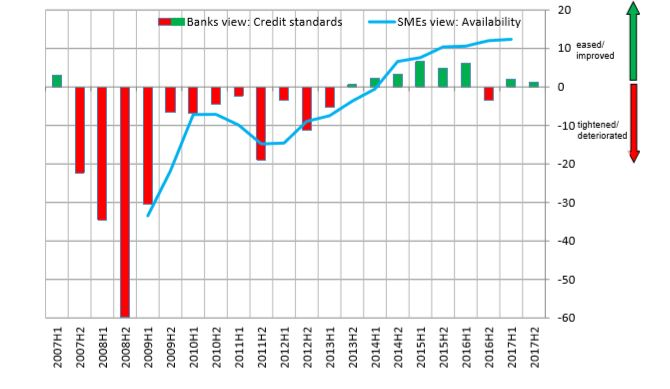 Banks view: Credit standards
SMEs view: Availability
20
10
0
-10
-20
-30
-40
-50
-60
eased/
improved
tightened/
deteriorated
2007H1
2007H2
2008H1
2008H2
2009H1
2009H2
2010H1
2010H2
2011H1
2011H2
2012H1
2012H2
2013H1
2013H2
2014H1
2014H2
2015H1
2015H2
2016H1
2016H2
2017H1
2017H2